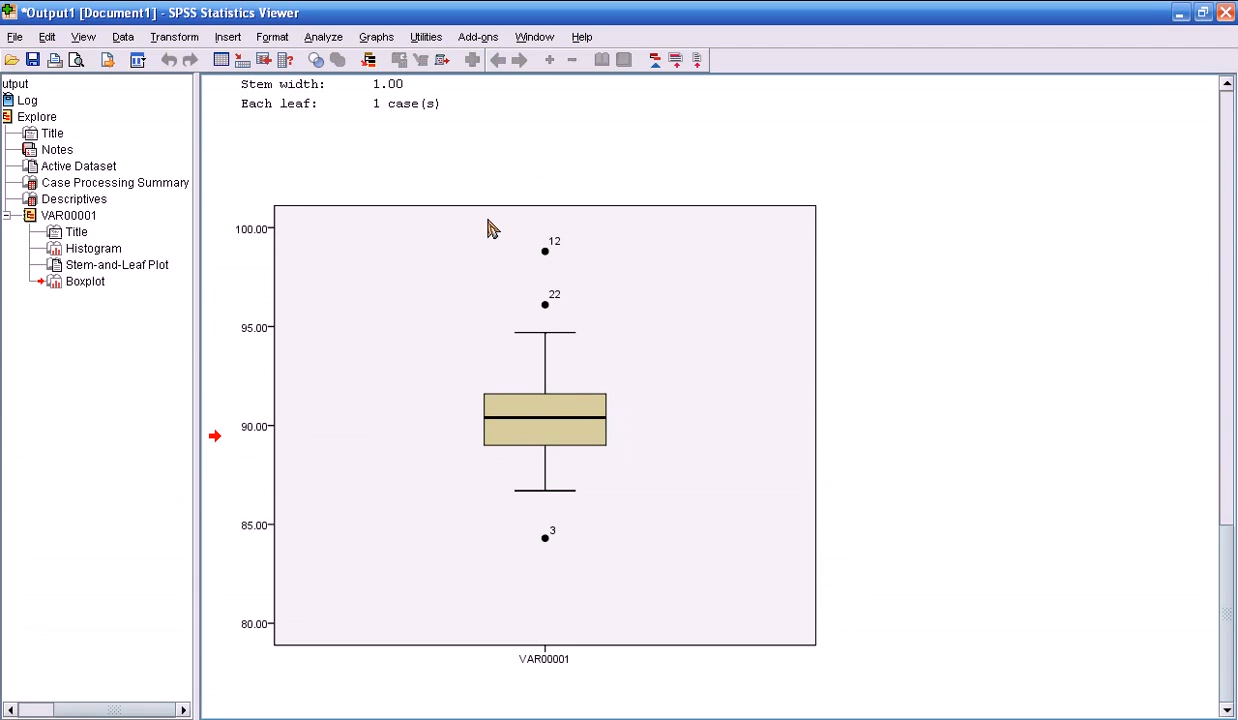 *Output1 [Document1] - SPSS Statistics Viewer
File Edit View Data Transform Insert Format Analyze Graphs Utilities Add-ons Window Help
utput
Log
Explore
Title
Notes
Active Dataset
Case Processing Summary
Descriptives
VAR00001
Title
Histogram
Stem-and-Leaf Plot
Boxplot
Stem width: 1.00
Each leaf: 1 case(s)
100.00
95.00
90.00
85.00
80.00
12
22
3
VAR00001